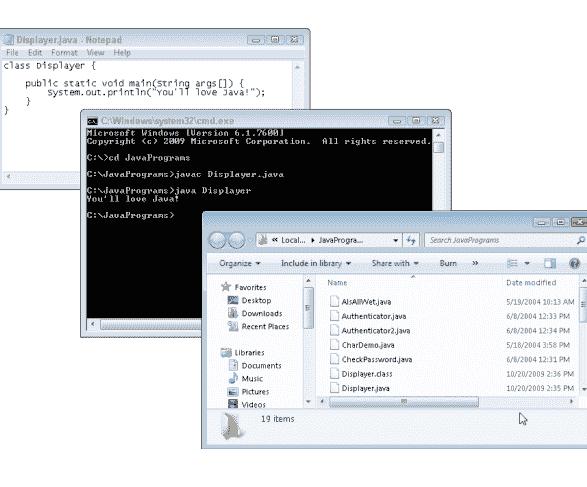 Displayer.java - Notepad
File Edit Format View Help
class Displayer {
public static void main(String args[]) {
System.out.println("You'll love Java!");
}
}
C:\Windows\system32\cmd.exe
Microsoft Windows [Version 6.1.7600]
Copyright (c) 2009 Microsoft Corporation. All rights reserved.
C:\>cd JavaPrograms
C:\JavaPrograms>javac Displayer.java
C:\JavaPrograms>java Displayer
You'll love Java!
C:\JavaPrograms>
« Local... ▸ JavaProgra... Search JavaPrograms
Organize Include in library Share with Burn »
Favorites
Desktop
Downloads
Recent Places
Libraries
Documents
Music
Pictures
Videos
Name Date modified
AlsAllWet.java 5/19/2004 10:13 AM
Authenticator.java 6/8/2004 12:33 PM
Authenticator2.java 6/8/2004 12:34 PM
CharDemo.java 5/18/2004 3:58 PM
CheckPassword.java 6/8/2004 12:31 PM
Displayer.class 10/20/2009 2:36 PM
Displayer.java 10/20/2009 2:35 PM
19 items